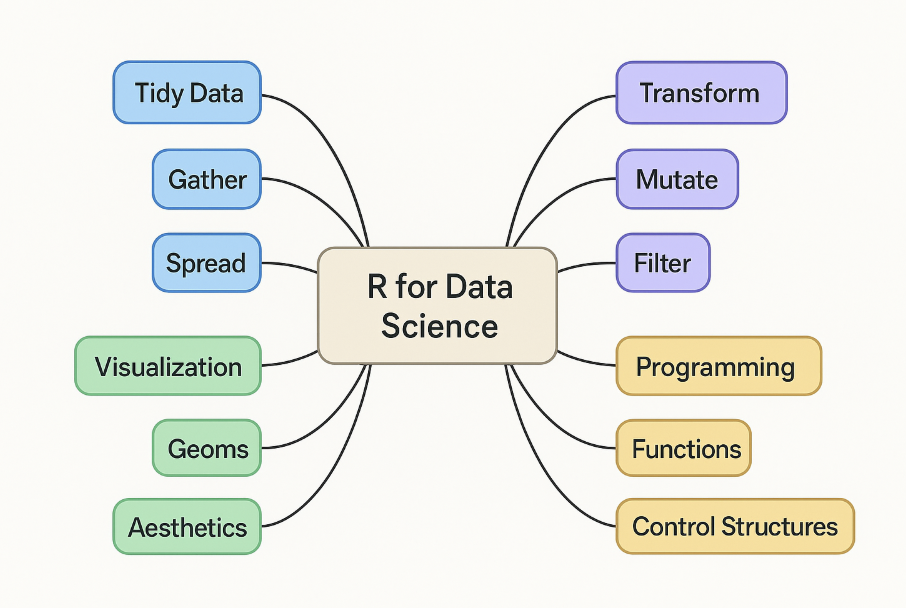 Tidy Data
Gather
Spread
Visualization
Geoms
Aesthetics
R for Data
Science
Transform
Mutate
Filter
Programming
Functions
Control Structures